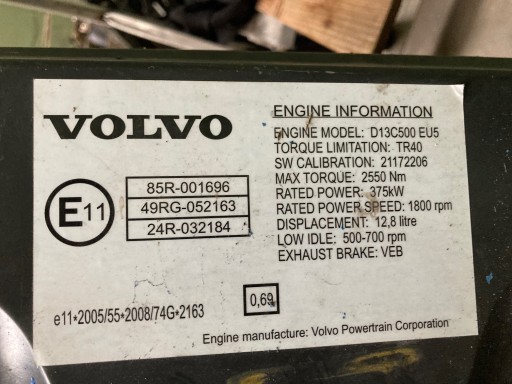 VOLVO
E11
85R-001696
49RG-052163
24R-032184
e11*2005/55*2008/74G*2163
0,69
ENGINE INFORMATION
ENGINE MODEL: D13C500 EU5
TORQUE LIMITATION: TR40
SW CALIBRATION: 21172206
MAX TORQUE: 2550 Nm
RATED POWER: 375kW
RATED POWER SPEED: 1800 rpm
DISPLACEMENT: 12,8 litre
LOW IDLE: 500-700 rpm
EXHAUST BRAKE: VEB
Engine manufacture: Volvo Powertrain Corporation